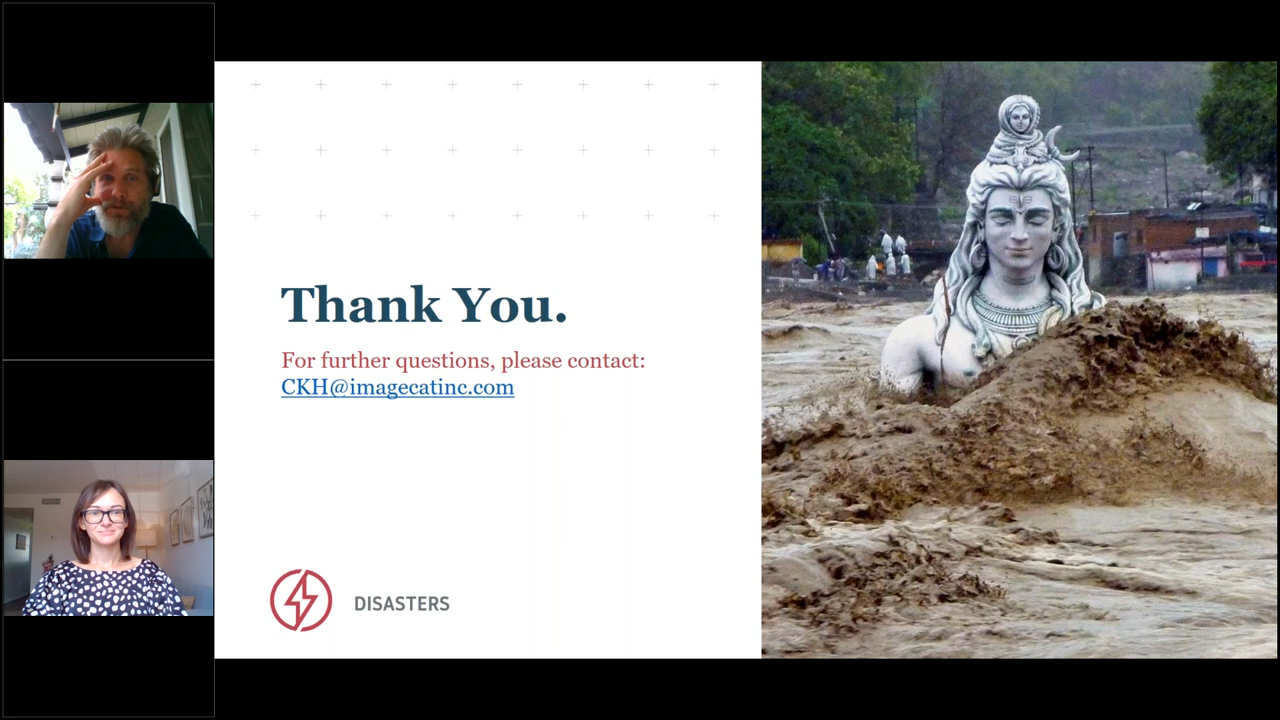 Thank You.
For further questions, please contact:
CKH@imagecatinc.com
DISASTERS